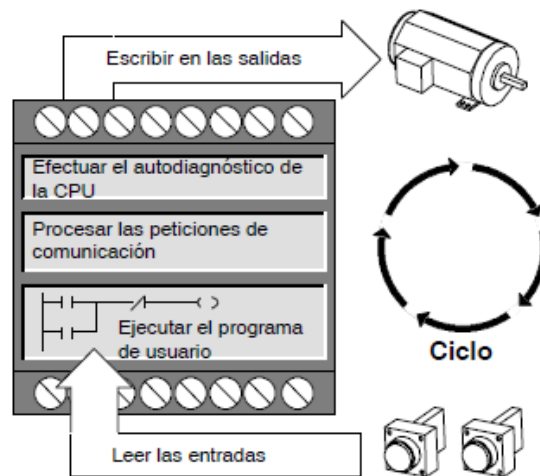 Escribir en las salidas
Efectuar el autodiagnóstico de
la CPU
Procesar las peticiones de
comunicación
Ejecutar el programa
de usuario
Ciclo
Leer las entradas